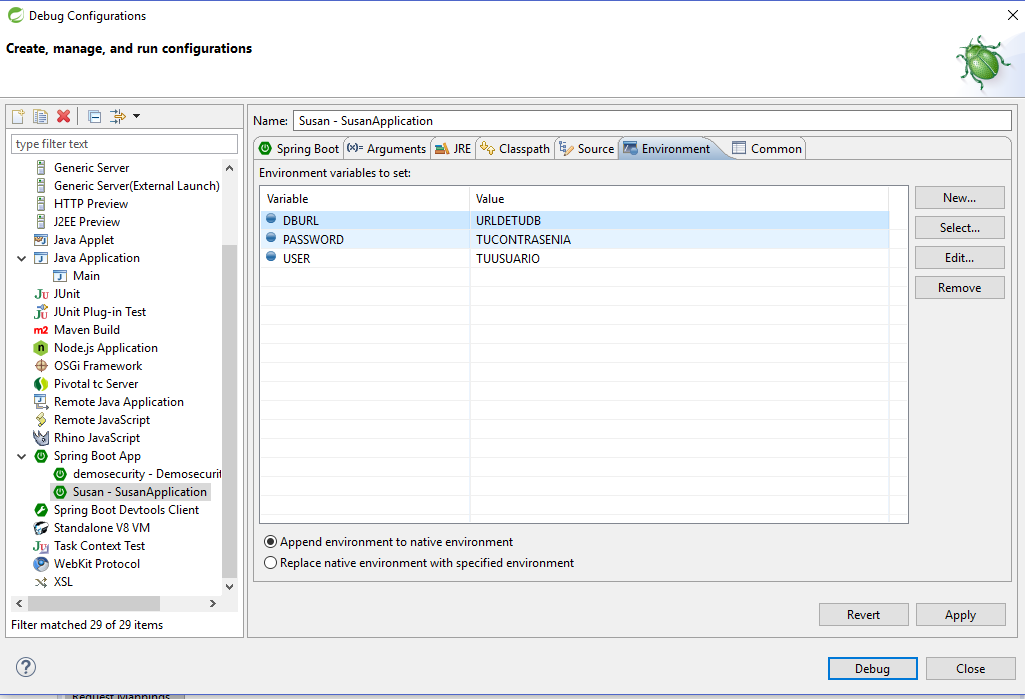 Debug Configurations
Create, manage, and run configurations
type filter text
Generic Server
Generic Server(External Launch)
HTTP Preview
J2EE Preview
Java Applet
Java Application
Main
JUnit
JUnit Plug-in Test
Maven Build
Node.js Application
OSGi Framework
Pivotal tc Server
Remote Java Application
Remote JavaScript
Rhino JavaScript
Spring Boot App
demosecurity - Demosecurit
Susan - SusanApplication
Spring Boot Devtools Client
Standalone V8 VM
Task Context Test
WebKit Protocol
XSL
Filter matched 29 of 29 items
Name: Susan - SusanApplication
Spring Boot (x)= Arguments JRE Classpath Source Environment Common
Environment variables to set:
Variable Value
DBURL URLDETUDB
PASSWORD TUCONTRASENIA
USER TUUSUARIO
New...
Select...
Edit...
Remove
Append environment to native environment
Replace native environment with specified environment
Revert Apply
Debug Close
Request Mappings